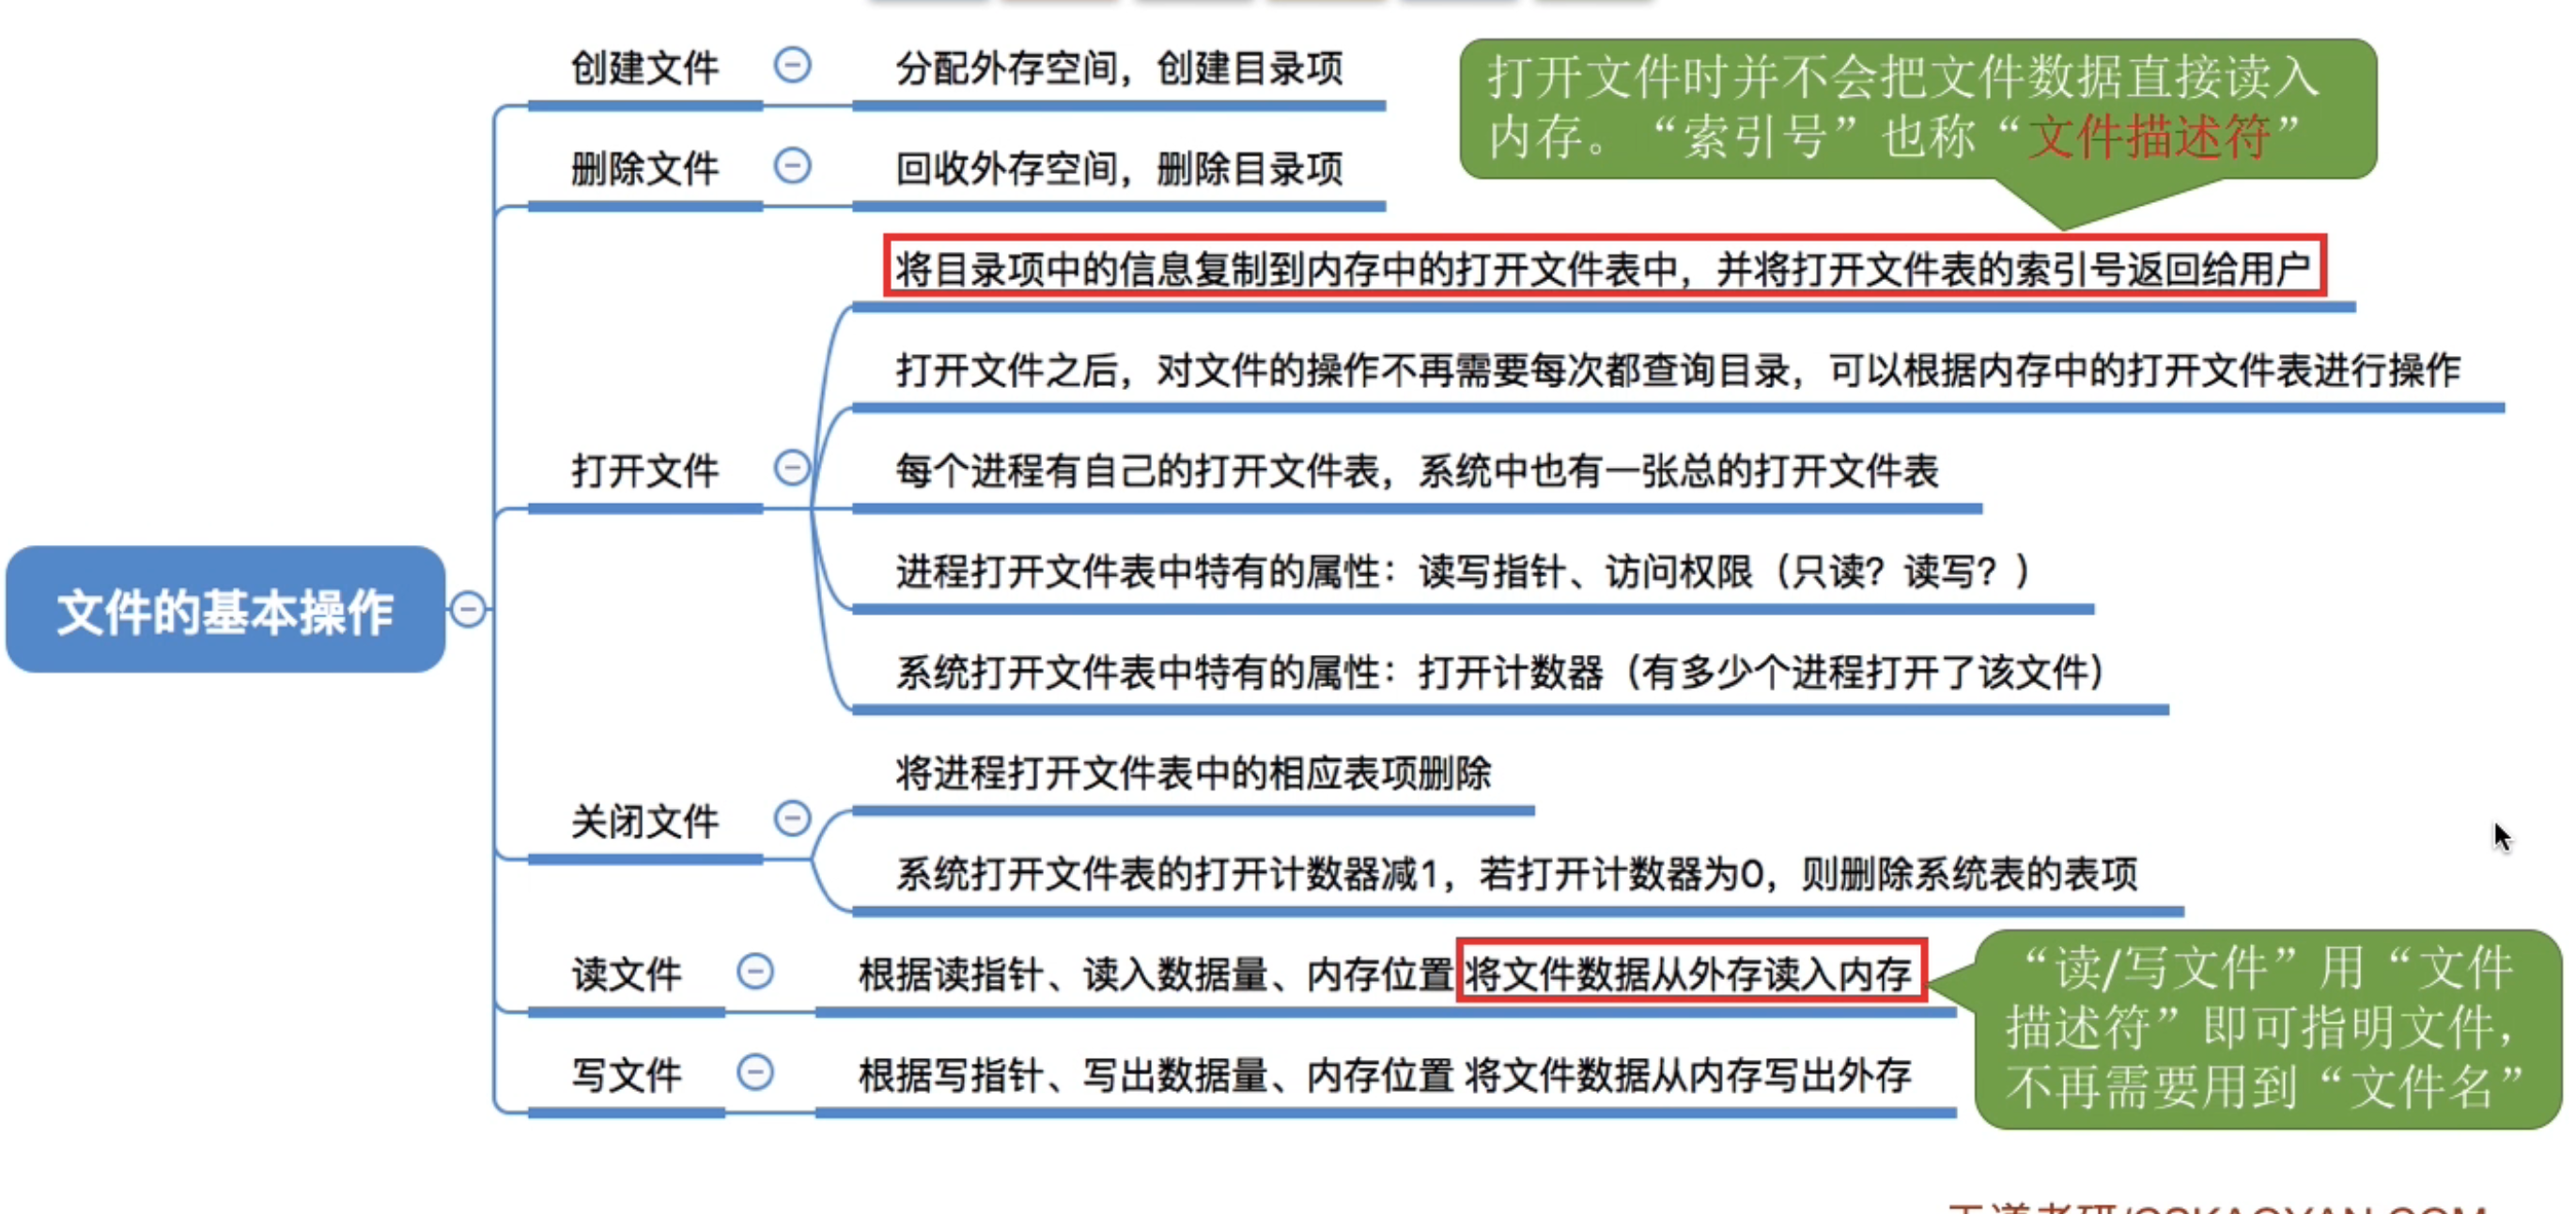 创建文件
分配外存空间，创建目录项
打开文件时并不会把文件数据直接读入
内存。“索引号”也称“文件描述符”
删除文件
回收外存空间，删除目录项
将目录项中的信息复制到内存中的打开文件表中，并将打开文件表的索引号返回给用户
打开文件之后，对文件的操作不再需要每次都查询目录，可以根据内存中的打开文件表进行操作
打开文件
每个进程有自己的打开文件表，系统中也有一张总的打开文件表
进程打开文件表中特有的属性：读写指针、访问权限（只读？读写？）
文件的基本操作
系统打开文件表中特有的属性：打开计数器（有多少个进程打开了该文件）
将进程打开文件表中的相应表项删除
关闭文件
系统打开文件表的打开计数器减1，若打开计数器为0，则删除系统表的表项
读文件
根据读指针、读入数据量、内存位置将文件数据从外存读入内存
“读/写文件”用“文件
描述符”即可指明文件，
不再需要用到“文件名”
写文件
根据写指针、写出数据量、内存位置 将文件数据从内存写出外存